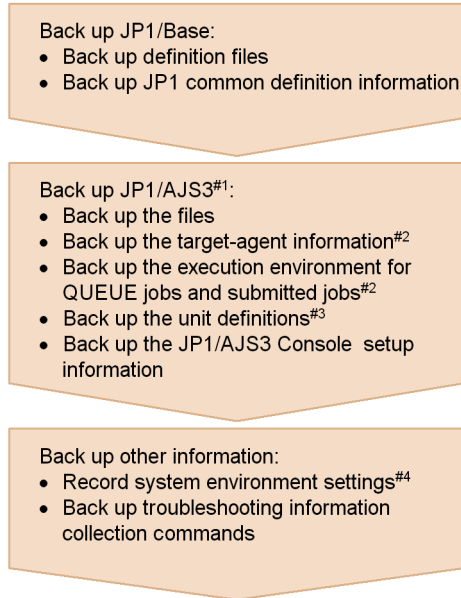 Back up JP1/Base:
• Back up definition files
• Back up JP1 common definition information
Back up JP1/AJS3#1:
• Back up the files
• Back up the target-agent information#2
• Back up the execution environment for
QUEUE jobs and submitted jobs#2
• Back up the unit definitions#3
• Back up the JP1/AJS3 Console setup
information
Back up other information:
• Record system environment settings#4
• Back up troubleshooting information
collection commands